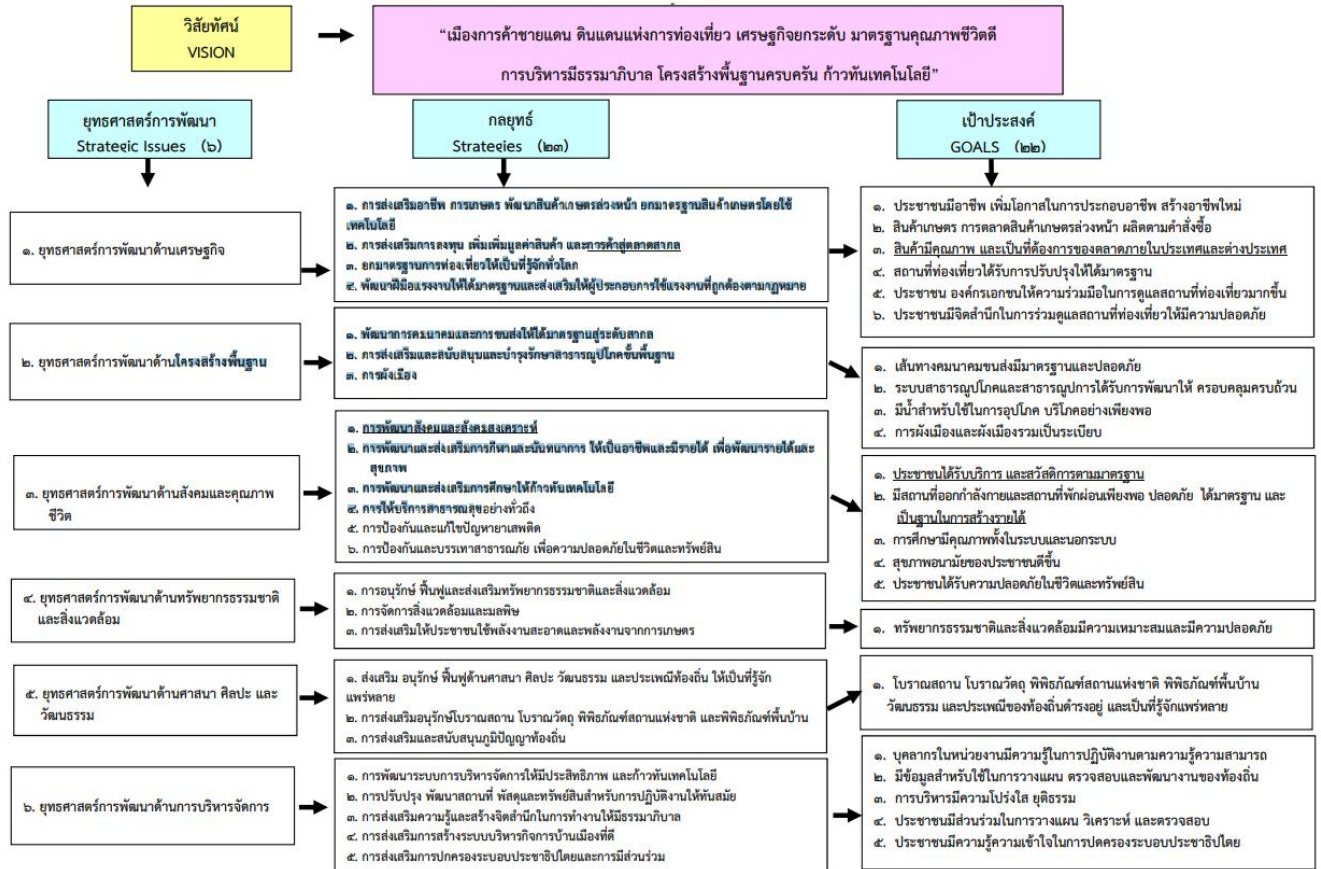 วิสัยทัศน์
VISION
“เมืองการค้าชายแดน ดินแดนแห่งการท่องเที่ยว เศรษฐกิจยกระดับ มาตรฐานคุณภาพชีวิตดี
การบริหารมีธรรมาภิบาล โครงสร้างพื้นฐานครบครัน ก้าวทันเทคโนโลยี”
ยุทธศาสตร์การพัฒนา
Strategic Issues (๖)
กลยุทธ์
Strategies (๒๓)
เป้าประสงค์
GOALS (๒๒)
๑. ยุทธศาสตร์การพัฒนาด้านเศรษฐกิจ
๑. การส่งเสริมอาชีพ การเกษตร พัฒนาสินค้าเกษตรล่วงหน้า ยกมาตรฐานสินค้าเกษตรโดยใช้
เทคโนโลยี
๒. การส่งเสริมการลงทุน เพิ่มเพิ่มมูลค่าสินค้า และการค้าสู่ตลาดสากล
๓. ยกมาตรฐานการท่องเที่ยวให้เป็นที่รู้จักทั่วโลก
๔. พัฒนาฝีมือแรงงานให้ได้มาตรฐานและส่งเสริมให้ผู้ประกอบการใช้แรงงานที่ถูกต้องตามกฎหมาย
๑. ประชาชนมีอาชีพ เพิ่มโอกาสในการประกอบอาชีพ สร้างอาชีพใหม่
๒. สินค้าเกษตร การตลาดสินค้าเกษตรล่วงหน้า ผลิตตามคำสั่งซื้อ
๓. สินค้ามีคุณภาพ และเป็นที่ต้องการของตลาดภายในประเทศและต่างประเทศ
๔. สถานที่ท่องเที่ยวได้รับการปรับปรุงให้ได้มาตรฐาน
๕. ประชาชน องค์กรเอกชนให้ความร่วมมือในการดูแลสถานที่ท่องเที่ยวมากขึ้น
๖. ประชาชนมีจิตสำนึกในการร่วมดูแลสถานที่ท่องเที่ยวให้มีความปลอดภัย
๒. ยุทธศาสตร์การพัฒนาด้านโครงสร้างพื้นฐาน
๑. พัฒนาการคมนาคมและการขนส่งให้ได้มาตรฐานสู่ระดับสากล
๒. การส่งเสริมและสนับสนุนและบำรุงรักษาสาธารณูปโภคขั้นพื้นฐาน
๓. การผังเมือง
๑. เส้นทางคมนาคมขนส่งมีมาตรฐานและปลอดภัย
๒. ระบบสาธารณูปโภคและสาธารณูปการได้รับการพัฒนาให้ ครอบคลุมครบถ้วน
๓. มีน้ำสำหรับใช้ในการอุปโภค บริโภคอย่างเพียงพอ
๔. การผังเมืองและผังเมืองรวมเป็นระเบียบ
๓. ยุทธศาสตร์การพัฒนาด้านสังคมและคุณภาพ
ชีวิต
๑. การพัฒนาสังคมและสังคมสงเคราะห์
๒. การพัฒนาและส่งเสริมการกีฬาและนันทนาการ ให้เป็นอาชีพและมีรายได้ เพื่อพัฒนารายได้และ
สุขภาพ
๓. การพัฒนาและส่งเสริมการศึกษาให้ก้าวทันเทคโนโลยี
๔. การให้บริการสาธารณสุขอย่างทั่วถึง
๕. การป้องกันและแก้ไขปัญหายาเสพติด
๖. การป้องกันและบรรเทาสาธารณภัย เพื่อความปลอดภัยในชีวิตและทรัพย์สิน
๑. ประชาชนได้รับบริการ และสวัสดิการตามมาตรฐาน
๒. มีสถานที่ออกกำลังกายและสถานที่พักผ่อนเพียงพอ ปลอดภัย ได้มาตรฐาน และ
เป็นฐานในการสร้างรายได้
๓. การศึกษามีคุณภาพทั้งในระบบและนอกระบบ
๔. สุขภาพอนามัยของประชาชนดีขึ้น
๕. ประชาชนได้รับความปลอดภัยในชีวิตและทรัพย์สิน
๔. ยุทธศาสตร์การพัฒนาด้านทรัพยากรธรรมชาติ
และสิ่งแวดล้อม
๑. การอนุรักษ์ ฟื้นฟูและส่งเสริมทรัพยากรธรรมชาติและสิ่งแวดล้อม
๒. การจัดการสิ่งแวดล้อมและมลพิษ
๓. การส่งเสริมให้ประชาชนใช้พลังงานสะอาดและพลังงานจากการเกษตร
๑. ทรัพยากรธรรมชาติและสิ่งแวดล้อมมีความเหมาะสมและมีความปลอดภัย
๕. ยุทธศาสตร์การพัฒนาด้านศาสนา ศิลปะ และ
วัฒนธรรม
๑. ส่งเสริม อนุรักษ์ ฟื้นฟูด้านศาสนา ศิลปะ วัฒนธรรม และประเพณีท้องถิ่น ให้เป็นที่รู้จัก
แพร่หลาย
๒. การส่งเสริมอนุรักษ์โบราณสถาน โบราณวัตถุ พิพิธภัณฑ์สถานแห่งชาติ และพิพิธภัณฑ์พื้นบ้าน
๓. การส่งเสริมและสนับสนุนภูมิปัญญาท้องถิ่น
๑. โบราณสถาน โบราณวัตถุ พิพิธภัณฑ์สถานแห่งชาติ พิพิธภัณฑ์พื้นบ้าน
วัฒนธรรม และประเพณีของท้องถิ่นดำรงอยู่ และเป็นที่รู้จักแพร่หลาย
๖. ยุทธศาสตร์การพัฒนาด้านการบริหารจัดการ
๑. การพัฒนาระบบการบริหารจัดการให้มีประสิทธิภาพ และก้าวทันเทคโนโลยี
๒. การปรับปรุง พัฒนาสถานที่ พัสดุและทรัพย์สินสำหรับการปฏิบัติงานให้ทันสมัย
๓. การส่งเสริมความรู้และสร้างจิตสำนึกในการทำงานให้มีธรรมาภิบาล
๔. การส่งเสริมการสร้างระบบบริหารกิจการบ้านเมืองที่ดี
๕. การส่งเสริมการปกครองระบอบประชาธิปไตยและการมีส่วนร่วม
๑. บุคลากรในหน่วยงานมีความรู้ในการปฏิบัติงานตามความรู้ความสามารถ
๒. มีข้อมูลสำหรับใช้ในการวางแผน ตรวจสอบและพัฒนางานของท้องถิ่น
๓. การบริหารมีความโปร่งใส ยุติธรรม
๔. ประชาชนมีส่วนร่วมในการวางแผน วิเคราะห์ และตรวจสอบ
๕. ประชาชนมีความรู้ความเข้าใจในการปดครองระบอบประชาธิปไตย